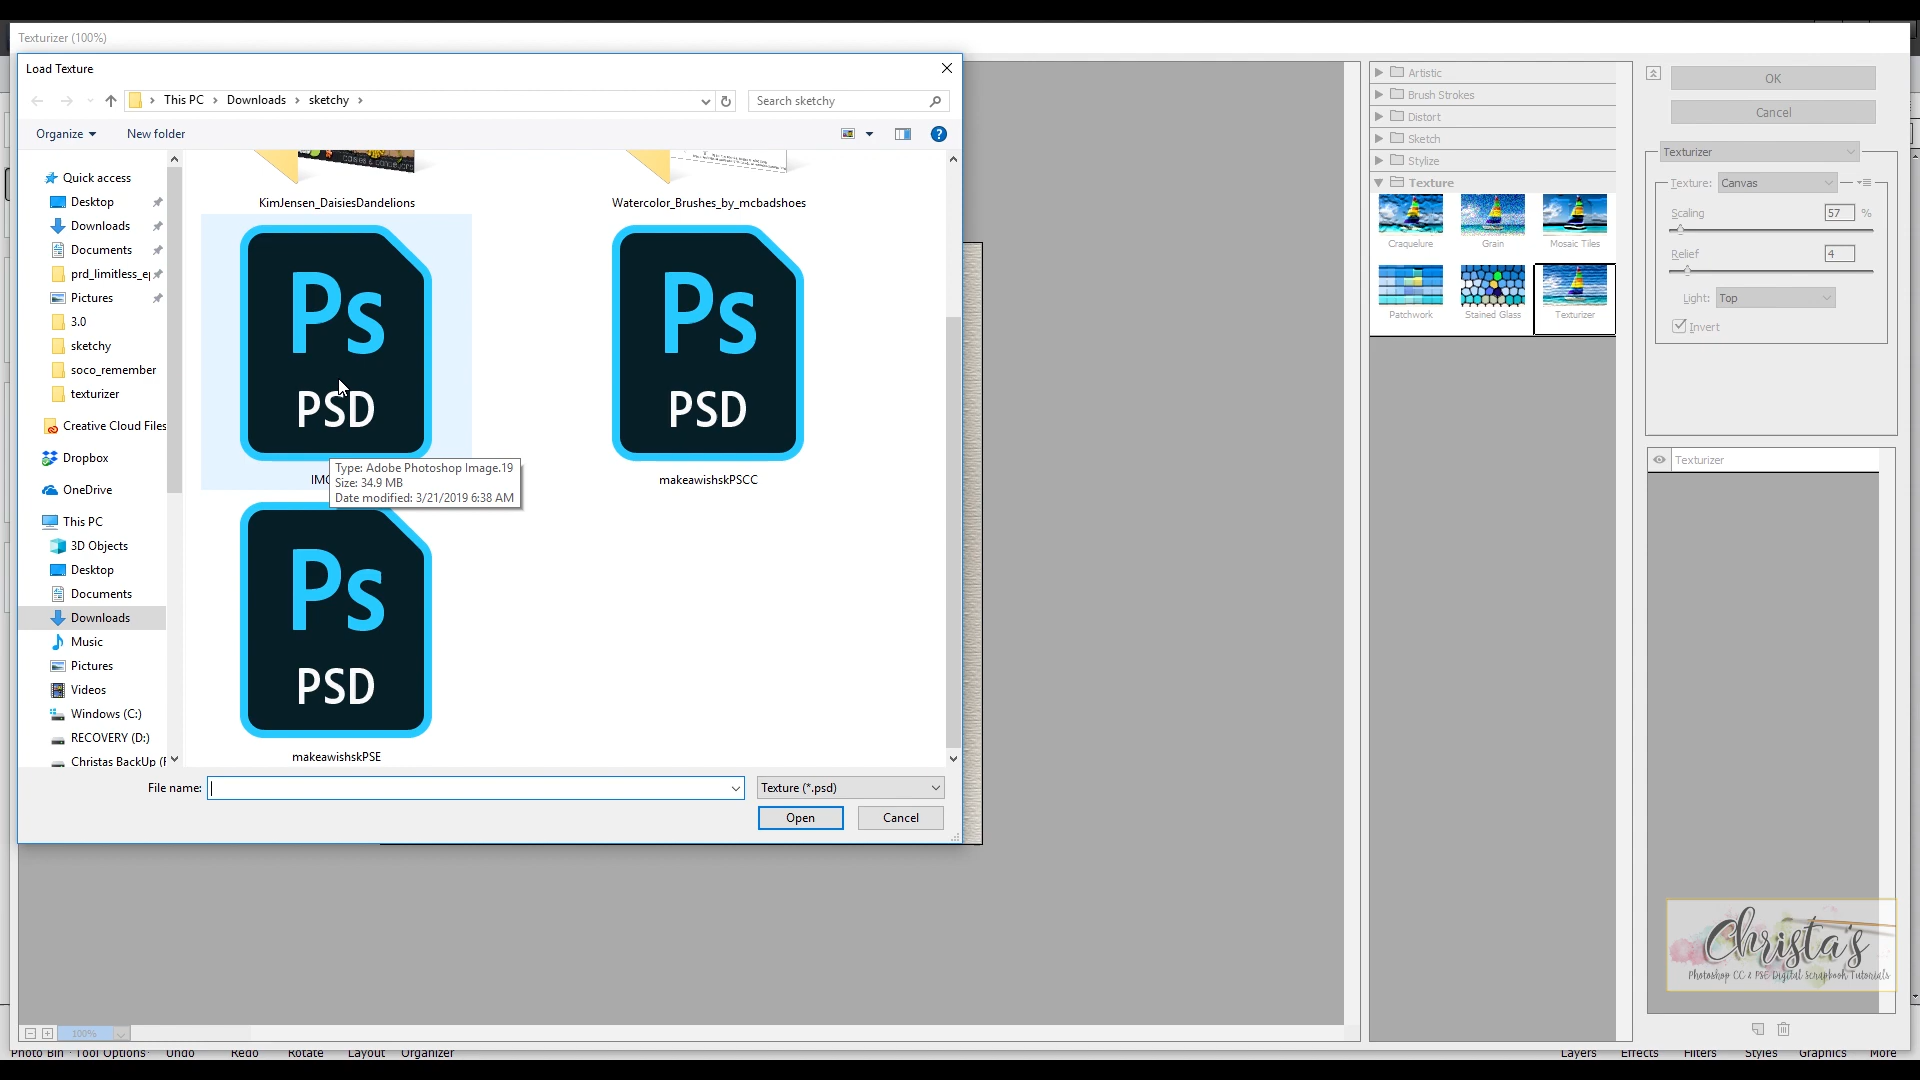 Texturizer (100%)
Load Texture
This PC > Downloads > sketchy >
Search sketchy
Organize
New folder
Quick access
Desktop
Downloads
Documents
prd_limitless_e
Pictures
3.0
sketchy
soco_remember
texturizer
Creative Cloud Files
Dropbox
OneDrive
This PC
3D Objects
Desktop
Documents
Downloads
Music
Pictures
Videos
Windows (C:)
RECOVERY (D:)
Christas BackUp (F
KimJensen_DaisiesDandelions
Watercolor_Brushes_by_mcbadshoes
Ps
PSD
IMG
Type: Adobe Photoshop Image.19
Size: 34.9 MB
Date modified: 3/21/2019 6:38 AM
Ps
PSD
makeawishskPSCC
Ps
PSD
makeawishskPSE
File name:
Texture (*.psd)
Open
Cancel
Artistic
Brush Strokes
Distort
Sketch
Stylize
Texture
Craquelure
Grain
Mosaic Tiles
Patchwork
Stained Glass
Texturizer
OK
Cancel
Texturizer
Texture: Canvas
Scaling 57 %
Relief 4
Light: Top
Invert
Texturizer
Christa's
Photoshop CC & PSE Digital Scrapbook Tutorials
100%
Photo Bin
Tool Options
Undo
Redo
Rotate
Layout
Organizer
Layers
Effects
Filters
Styles
Graphics
More